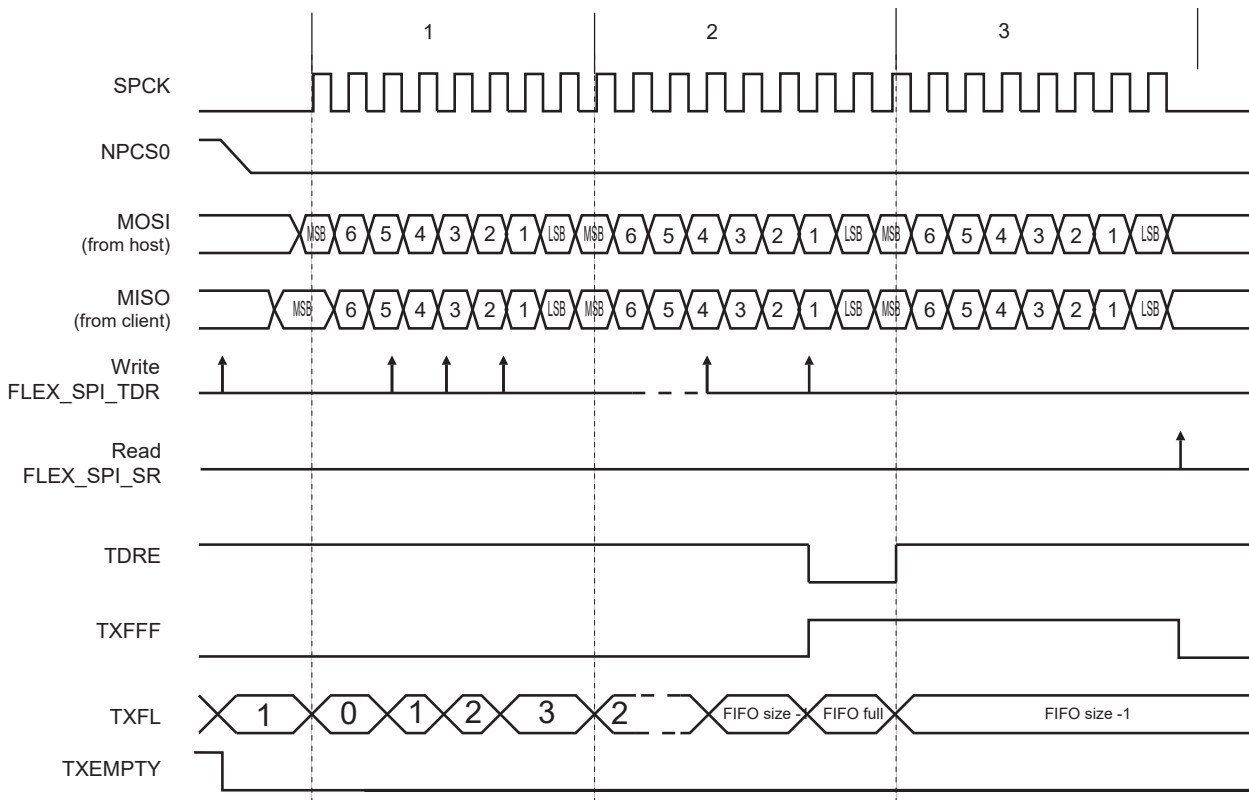 1 2 3
SPCK
NPCS0
MOSI
(from host)
MSB 6 5 4 3 2 1 LSB MSB 6 5 4 3 2 1 LSB MSB 6 5 4 3 2 1 LSB
MISO
(from client)
MSB 6 5 4 3 2 1 LSB MSB 6 5 4 3 2 1 LSB MSB 6 5 4 3 2 1 LSB
Write
FLEX_SPI_TDR
Read
FLEX_SPI_SR
TDRE
TXFFF
TXFL
1 0 1 2 3 2 FIFO size -1 FIFO full FIFO size -1
TXEMPTY